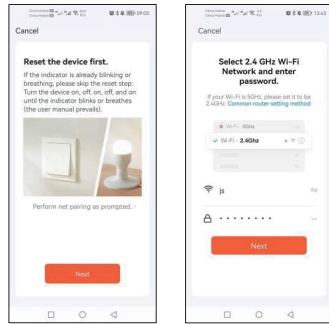 09:03
Cancel
Reset the device first.
If the indicator is already blinking or
breathing, please skip the reset step:
Turn the device on, off, on, off, and on
until the indicator blinks or breathes
(the user manual prevails).
Perform net pairing as prompted. >
Next
13:43
Cancel
Select 2.4 GHz Wi-Fi
Network and enter
password.
If your Wi-Fi is 5GHz, please set it to be
2.4GHz. Common router setting method
Wi-Fi - 5Ghz
Wi-Fi - 2.4Ghz
js
Next